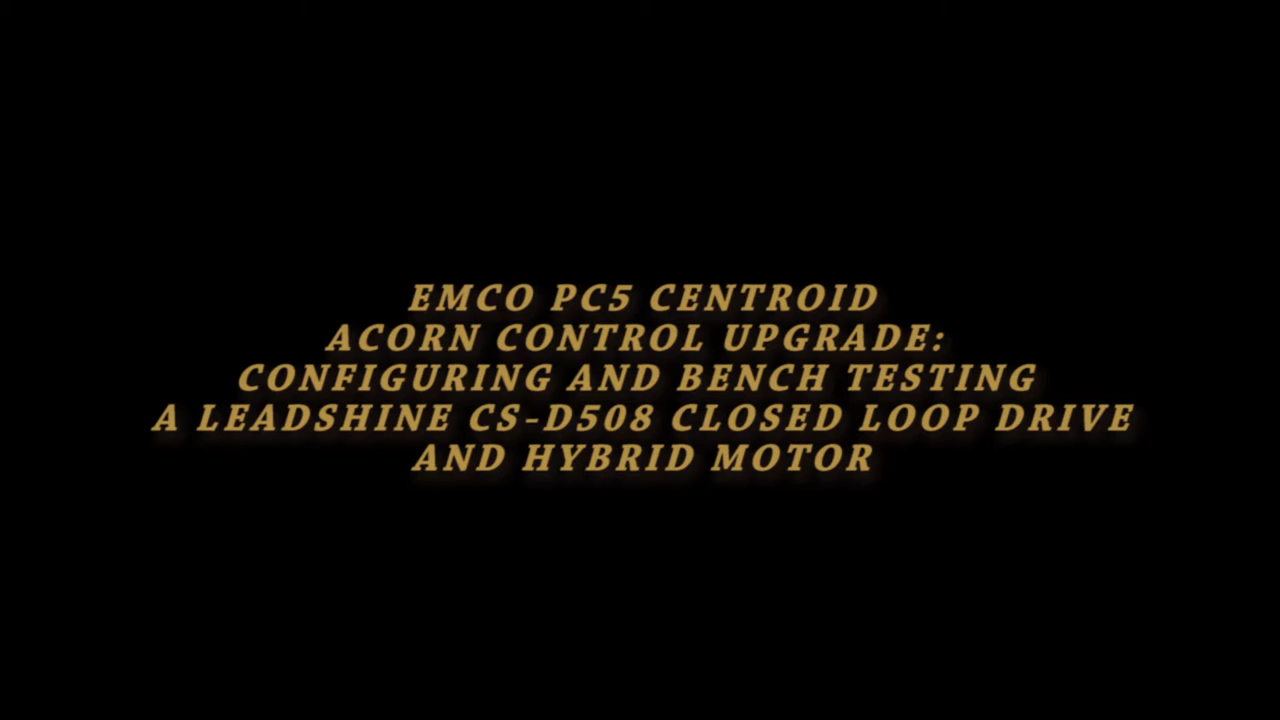 EMCO PC5 CENTROID
ACORN CONTROL UPGRADE:
CONFIGURING AND BENCH TESTING
A LEADSHINE CS-D508 CLOSED LOOP DRIVE
AND HYBRID MOTOR